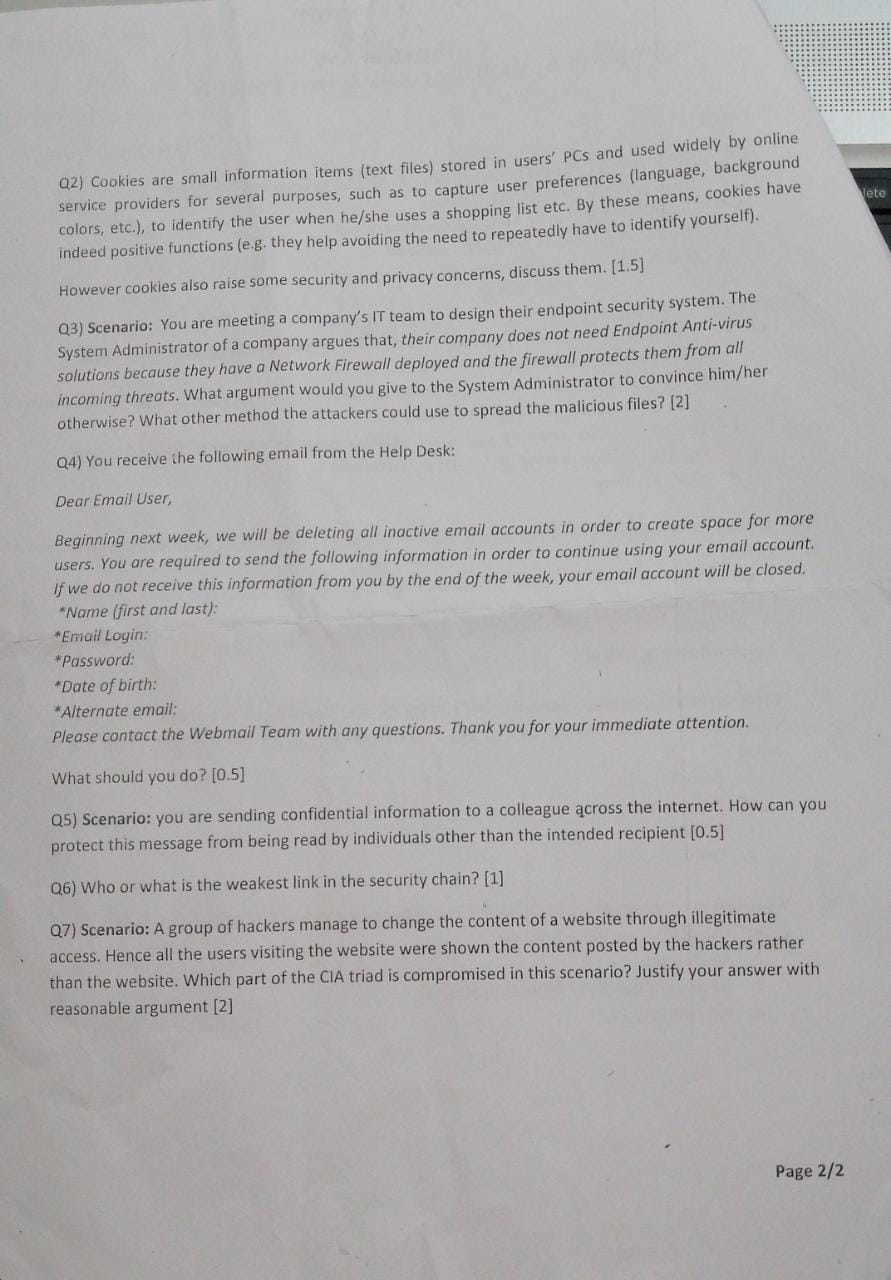 Q2) Cookies are small information items (text files) stored in users' PCs and used widely by online
service providers for several purposes, such as to capture user preferences (language, background
colors, etc.), to identify the user when he/she uses a shopping list etc. By these means, cookies have
indeed positive functions (e.g. they help avoiding the need to repeatedly have to identify yourself).
However cookies also raise some security and privacy concerns, discuss them. [1.5]
Q3) Scenario: You are meeting a company's IT team to design their endpoint security system. The
System Administrator of a company argues that, their company does not need Endpoint Anti-virus
solutions because they have a Network Firewall deployed and the firewall protects them from all
incoming threats. What argument would you give to the System Administrator to convince him/her
otherwise? What other method the attackers could use to spread the malicious files? [2]
Q4) You receive the following email from the Help Desk:
Dear Email User,
Beginning next week, we will be deleting all inactive email accounts in order to create space for more
users. You are required to send the following information in order to continue using your email account.
If we do not receive this information from you by the end of the week, your email account will be closed.
*Name (first and last):
*Email Login:
*Password:
*Date of birth:
*Alternate email:
Please contact the Webmail Team with any questions. Thank you for your immediate attention.
What should you do? [0.5]
Q5) Scenario: you are sending confidential information to a colleague across the internet. How can you
protect this message from being read by individuals other than the intended recipient [0.5]
Q6) Who or what is the weakest link in the security chain? [1]
Q7) Scenario: A group of hackers manage to change the content of a website through illegitimate
access. Hence all the users visiting the website were shown the content posted by the hackers rather
than the website. Which part of the CIA triad is compromised in this scenario? Justify your answer with
reasonable argument [2]
Page 2/2